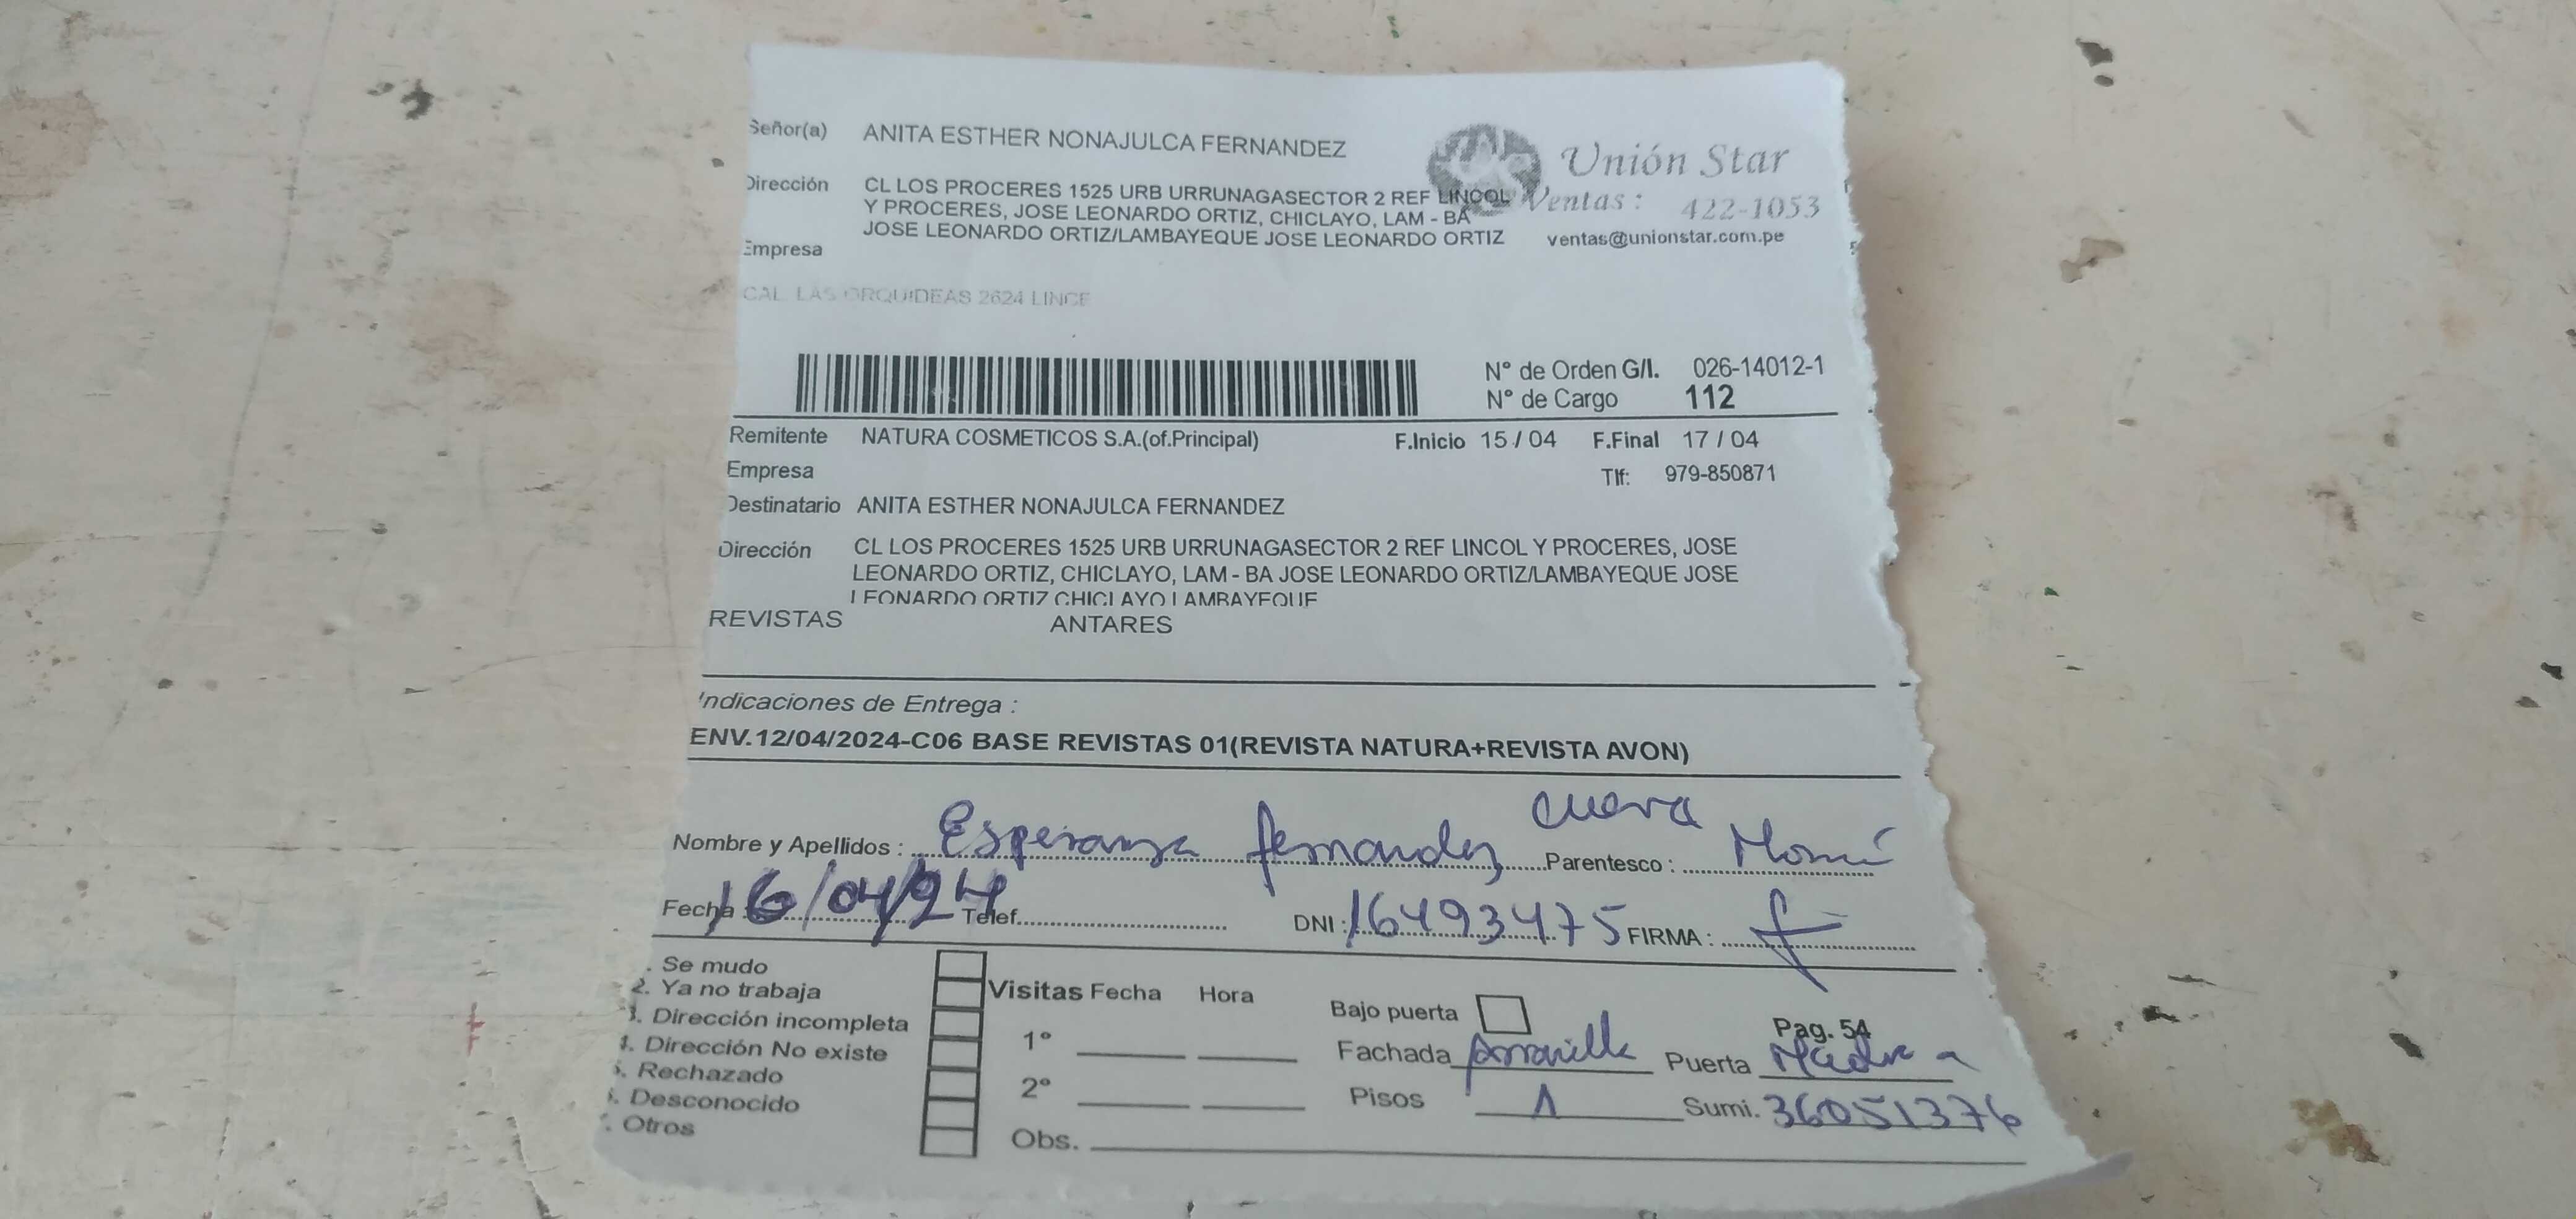 Señor(a) ANITA ESTHER NONAJULCA FERNANDEZ
Unión Star
Dirección CL LOS PROCERES 1525 URB URRUNAGASECTOR 2 REF LINCOL
Y PROCERES, JOSE LEONARDO ORTIZ, CHICLAYO, LAM - BA
JOSE LEONARDO ORTIZ/LAMBAYEQUE JOSE LEONARDO ORTIZ
Ventas : 422-1053
ventas@unionstar.com.pe
Empresa
CAL LAS ORQUIDEAS 2624 LINCE
N° de Orden G/I. 026-14012-1
N° de Cargo 112
Remitente NATURA COSMETICOS S.A.(of.Principal) F.Inicio 15 / 04 F.Final 17 / 04
Empresa Tlf: 979-850871
Destinatario ANITA ESTHER NONAJULCA FERNANDEZ
Dirección CL LOS PROCERES 1525 URB URRUNAGASECTOR 2 REF LINCOL Y PROCERES, JOSE
LEONARDO ORTIZ, CHICLAYO, LAM - BA JOSE LEONARDO ORTIZ/LAMBAYEQUE JOSE
LEONARDO ORTIZ CHICLAYO LAMBAYEQUE
REVISTAS ANTARES
Indicaciones de Entrega :
ENV.12/04/2024-C06 BASE REVISTAS 01(REVISTA NATURA+REVISTA AVON)
Nombre y Apellidos : Esperanza fernandez cueva Parentesco : Mamá
Fecha : 16/04/24 Telef. DNI : 16493475 FIRMA :
. Se mudo
2. Ya no trabaja
3. Dirección incompleta
4. Dirección No existe
5. Rechazado
6. Desconocido
. Otros
Visitas Fecha Hora
1°
2°
Obs.
Bajo puerta
Pag. 54
Fachada Amarilla Puerta Madera
Pisos 1 Sumi. 36051376